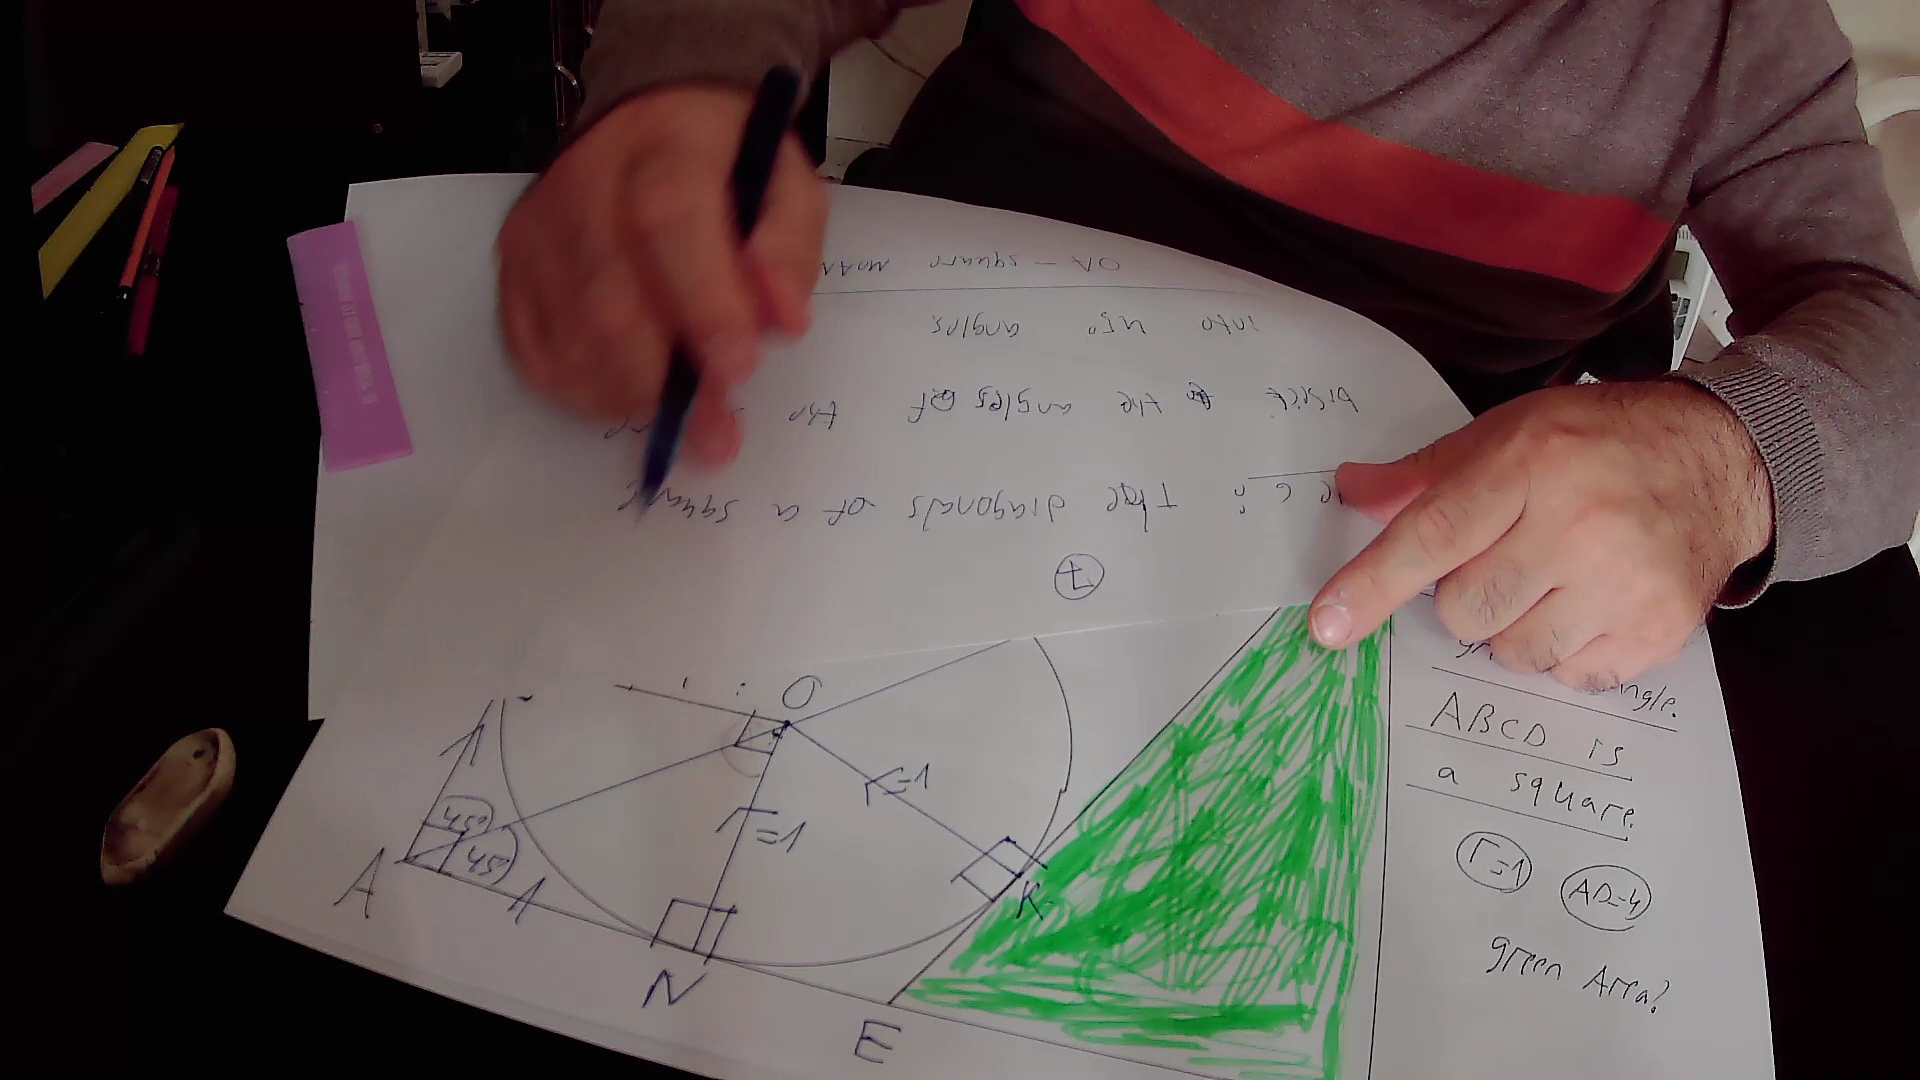 OA - square
into 45° angles.
bisect the angles of the
The diagonals of a square
7
O
r=1
r=1
45°
45°
A
1
K
N
E
ABCD is
a square.
r=1 AD=4
green Area?